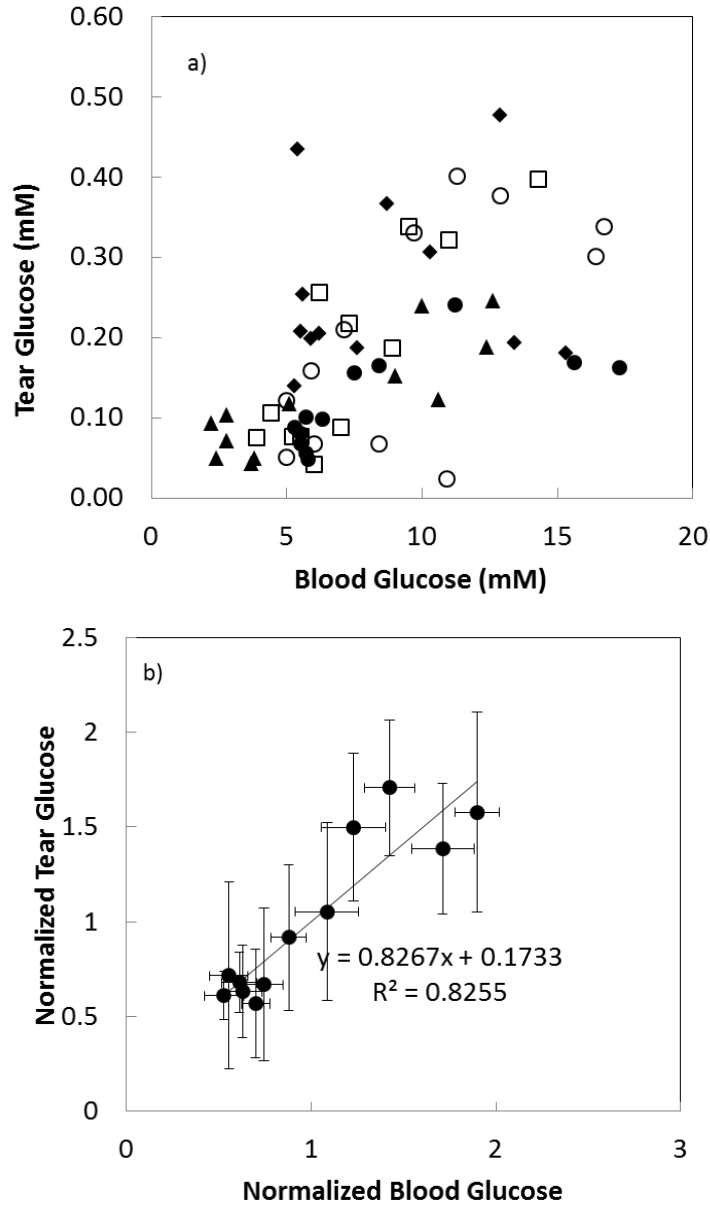 0.60
a)
0.50
0.40
0.30
0.20
0.10
0.00
Tear Glucose (mM)
0 5 10 15 20
Blood Glucose (mM)
2.5
b)
2
1.5
1
0.5
0
Normalized Tear Glucose
y = 0.8267x + 0.1733
R² = 0.8255
0 1 2 3
Normalized Blood Glucose